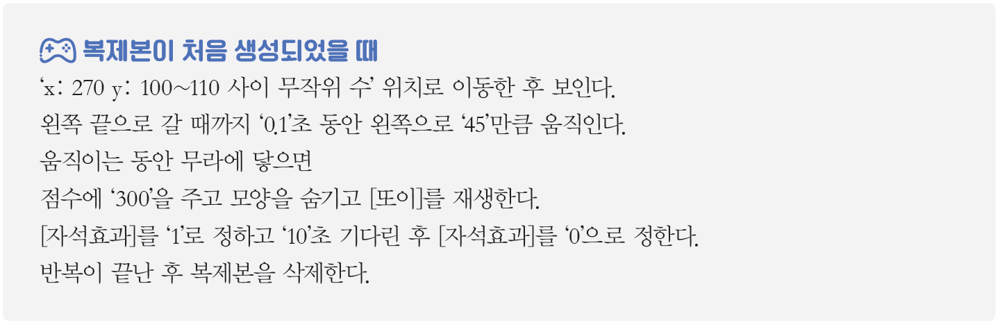 복제본이 처음 생성되었을 때
‘x: 270 y: 100~110 사이 무작위 수’ 위치로 이동한 후 보인다.
왼쪽 끝으로 갈 때까지 ‘0.1’초 동안 왼쪽으로 ‘45’만큼 움직인다.
움직이는 동안 무라에 닿으면
점수에 ‘300’을 주고 모양을 숨기고 [또이]를 재생한다.
[자석효과]를 ‘1’로 정하고 ‘10’초 기다린 후 [자석효과]를 ‘0’으로 정한다.
반복이 끝난 후 복제본을 삭제한다.